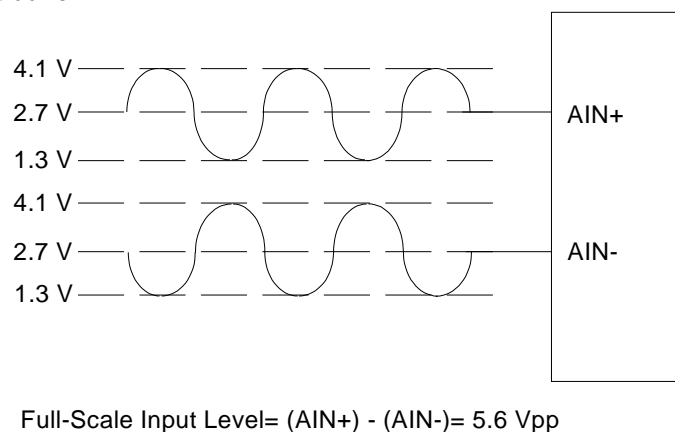 4.1 V
2.7 V
AIN+
1.3 V
4.1 V
2.7 V
AIN-
1.3 V
Full-Scale Input Level= (AIN+) - (AIN-)= 5.6 Vpp